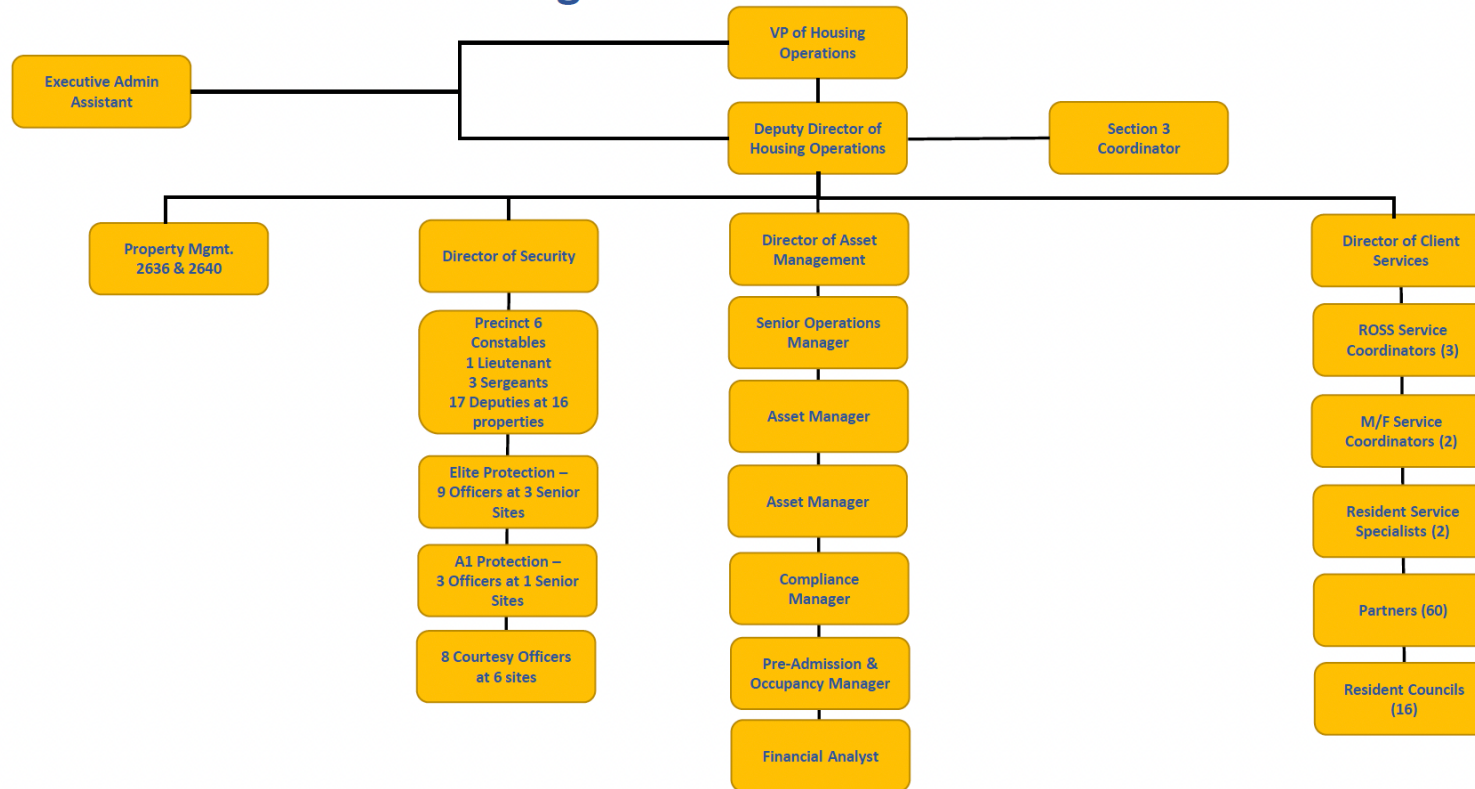 VP of Housing
Operations
Executive Admin
Assistant
Deputy Director of
Housing Operations
Section 3
Coordinator
Property Mgmt.
2636 & 2640
Director of Security
Precinct 6
Constables
1 Lieutenant
3 Sergeants
17 Deputies at 16
properties
Elite Protection –
9 Officers at 3 Senior
Sites
A1 Protection –
3 Officers at 1 Senior
Sites
8 Courtesy Officers
at 6 sites
Director of Asset
Management
Senior Operations
Manager
Asset Manager
Asset Manager
Compliance
Manager
Pre-Admission &
Occupancy Manager
Financial Analyst
Director of Client
Services
ROSS Service
Coordinators (3)
M/F Service
Coordinators (2)
Resident Service
Specialists (2)
Partners (60)
Resident Councils
(16)